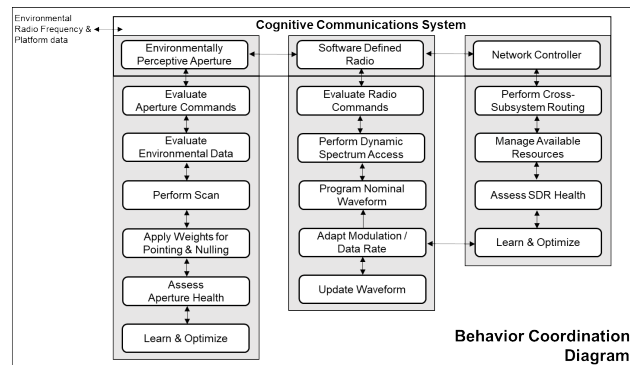 Environmental
Radio Frequency &
Platform data
Cognitive Communications System
Environmentally
Perceptive Aperture
Software Defined
Radio
Network Controller
Evaluate
Aperture Commands
Evaluate Radio
Commands
Perform Cross-
Subsystem Routing
Evaluate
Environmental Data
Perform Dynamic
Spectrum Access
Manage Available
Resources
Perform Scan
Program Nominal
Waveform
Assess SDR Health
Apply Weights for
Pointing & Nulling
Adapt Modulation /
Data Rate
Learn & Optimize
Assess
Aperture Health
Update Waveform
Learn & Optimize
Behavior Coordination
Diagram